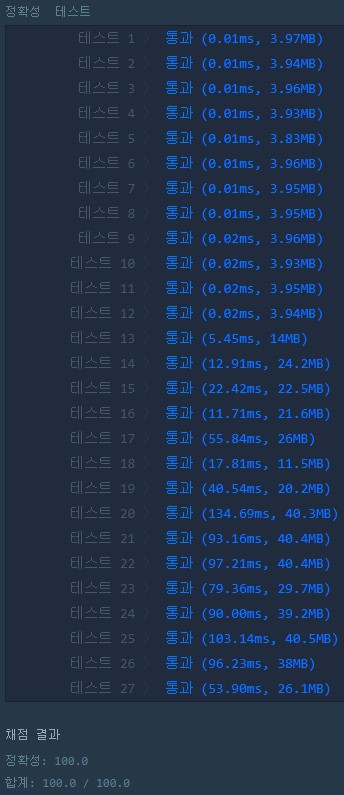 정확성 테스트
테스트 1 〉 통과 (0.01ms, 3.97MB)
테스트 2 〉 통과 (0.01ms, 3.94MB)
테스트 3 〉 통과 (0.01ms, 3.96MB)
테스트 4 〉 통과 (0.01ms, 3.93MB)
테스트 5 〉 통과 (0.01ms, 3.83MB)
테스트 6 〉 통과 (0.01ms, 3.96MB)
테스트 7 〉 통과 (0.01ms, 3.95MB)
테스트 8 〉 통과 (0.01ms, 3.95MB)
테스트 9 〉 통과 (0.02ms, 3.96MB)
테스트 10 〉 통과 (0.02ms, 3.93MB)
테스트 11 〉 통과 (0.02ms, 3.95MB)
테스트 12 〉 통과 (0.02ms, 3.94MB)
테스트 13 〉 통과 (5.45ms, 14MB)
테스트 14 〉 통과 (12.91ms, 24.2MB)
테스트 15 〉 통과 (22.42ms, 22.5MB)
테스트 16 〉 통과 (11.71ms, 21.6MB)
테스트 17 〉 통과 (55.84ms, 26MB)
테스트 18 〉 통과 (17.81ms, 11.5MB)
테스트 19 〉 통과 (40.54ms, 20.2MB)
테스트 20 〉 통과 (134.69ms, 40.3MB)
테스트 21 〉 통과 (93.16ms, 40.4MB)
테스트 22 〉 통과 (97.21ms, 40.4MB)
테스트 23 〉 통과 (79.36ms, 29.7MB)
테스트 24 〉 통과 (90.00ms, 39.2MB)
테스트 25 〉 통과 (103.14ms, 40.5MB)
테스트 26 〉 통과 (96.23ms, 38MB)
테스트 27 〉 통과 (53.90ms, 26.1MB)
채점 결과
정확성: 100.0
합계: 100.0 / 100.0